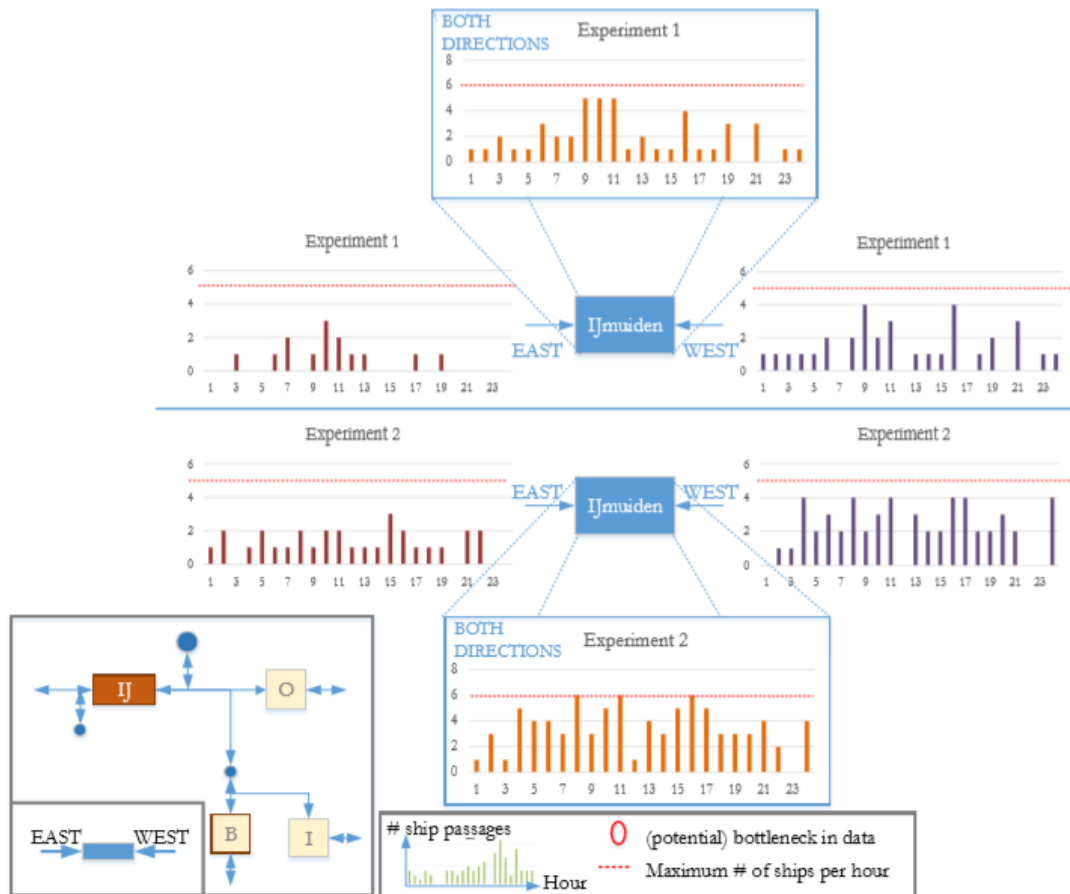 BOTH
DIRECTIONS
Experiment 1
8
6
4
2
0
1 3 5 7 9 11 13 15 17 19 21 23
Experiment 1
6
4
2
0
1 3 5 7 9 11 13 15 17 19 21 23
IJmuiden
EAST
WEST
Experiment 1
6
4
2
0
1 3 5 7 9 11 13 15 17 19 21 23
Experiment 2
6
4
2
0
1 3 5 7 9 11 13 15 17 19 21 23
EAST
IJmuiden
WEST
Experiment 2
6
4
2
0
1 3 5 7 9 11 13 15 17 19 21 23
BOTH
DIRECTIONS
Experiment 2
8
6
4
2
0
1 3 5 7 9 11 13 15 17 19 21 23
IJ
O
B
I
EAST
WEST
# ship passages
Hour
(potential) bottleneck in data
Maximum # of ships per hour